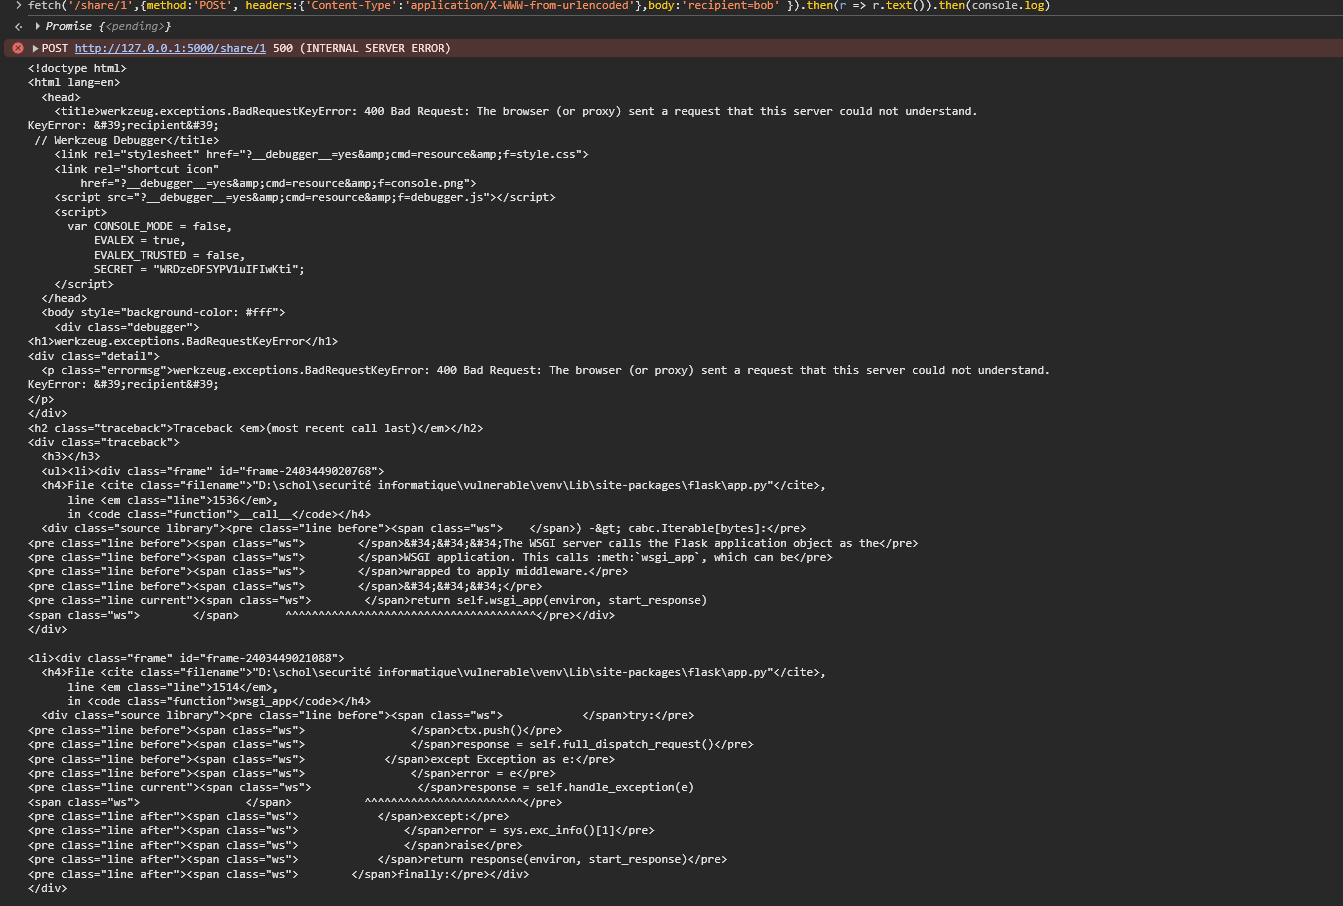 > fetch('/share/1',{method:'POSt', headers:{'Content-Type':'application/X-WWW-from-urlencoded'},body:'recipient=bob' }).then(r => r.text()).then(console.log)
Promise {<pending>}
POST http://127.0.0.1:5000/share/1 500 (INTERNAL SERVER ERROR)
<!doctype html>
<html lang=en>
  <head>
    <title>werkzeug.exceptions.BadRequestKeyError: 400 Bad Request: The browser (or proxy) sent a request that this server could not understand.
KeyError: &#39;recipient&#39;
 // Werkzeug Debugger</title>
    <link rel="stylesheet" href="?__debugger__=yes&amp;cmd=resource&amp;f=style.css">
    <link rel="shortcut icon"
        href="?__debugger__=yes&amp;cmd=resource&amp;f=console.png">
    <script src="?__debugger__=yes&amp;cmd=resource&amp;f=debugger.js"></script>
    <script>
      var CONSOLE_MODE = false,
          EVALEX = true,
          EVALEX_TRUSTED = false,
          SECRET = "WRDzeDF5YPV1uIFIwKti";
    </script>
  </head>
  <body style="background-color: #fff">
    <div class="debugger">
<h1>werkzeug.exceptions.BadRequestKeyError</h1>
<div class="detail">
  <p class="errormsg">werkzeug.exceptions.BadRequestKeyError: 400 Bad Request: The browser (or proxy) sent a request that this server could not understand.
KeyError: &#39;recipient&#39;
</p>
</div>
<h2 class="traceback">Traceback <em>(most recent call last)</em></h2>
<div class="traceback">
  <h3></h3>
  <ul><li><div class="frame" id="frame-2403449020768">
  <h4>File <cite class="filename">"D:\schol\securité informatique\vulnerable\venv\Lib\site-packages\flask\app.py"</cite>,
      line <em class="line">1536</em>,
      in <code class="function">__call__</code></h4>
  <div class="source library"><pre class="line before"><span class="ws">    </span>) -&gt; cabc.Iterable[bytes]:</pre>
<pre class="line before"><span class="ws">        </span>&#34;&#34;&#34;The WSGI server calls the Flask application object as the</pre>
<pre class="line before"><span class="ws">        </span>WSGI application. This calls :meth:`wsgi_app`, which can be</pre>
<pre class="line before"><span class="ws">        </span>wrapped to apply middleware.</pre>
<pre class="line before"><span class="ws">        </span>&#34;&#34;&#34;</pre>
<pre class="line current"><span class="ws">        </span>return self.wsgi_app(environ, start_response)
<span class="ws">        </span>       ^^^^^^^^^^^^^^^^^^^^^^^^^^^^^^^^^^^^^^</pre></div>
</div>

<li><div class="frame" id="frame-2403449021088">
  <h4>File <cite class="filename">"D:\schol\securité informatique\vulnerable\venv\Lib\site-packages\flask\app.py"</cite>,
      line <em class="line">1514</em>,
      in <code class="function">wsgi_app</code></h4>
  <div class="source library"><pre class="line before"><span class="ws">            </span>try:</pre>
<pre class="line before"><span class="ws">                </span>ctx.push()</pre>
<pre class="line before"><span class="ws">                </span>response = self.full_dispatch_request()</pre>
<pre class="line before"><span class="ws">            </span>except Exception as e:</pre>
<pre class="line before"><span class="ws">                </span>error = e</pre>
<pre class="line current"><span class="ws">                </span>response = self.handle_exception(e)
<span class="ws">                </span>           ^^^^^^^^^^^^^^^^^^^^^^^^</pre>
<pre class="line after"><span class="ws">            </span>except:</pre>
<pre class="line after"><span class="ws">                </span>error = sys.exc_info()[1]</pre>
<pre class="line after"><span class="ws">                </span>raise</pre>
<pre class="line after"><span class="ws">            </span>return response(environ, start_response)</pre>
<pre class="line after"><span class="ws">        </span>finally:</pre></div>
</div>